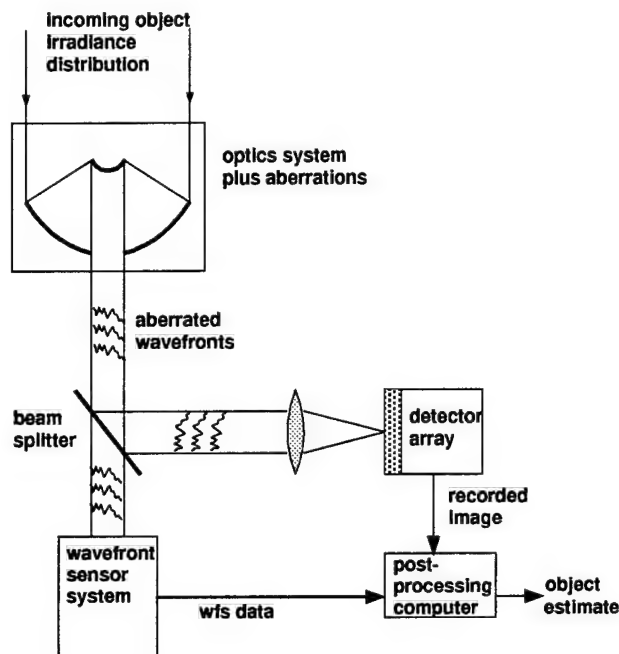 incoming object
irradiance
distribution
optics system
plus aberrations
aberrated
wavefronts
beam
splitter
detector
array
recorded
image
wavefront
sensor
system
wfs data
post-
processing
computer
object
estimate